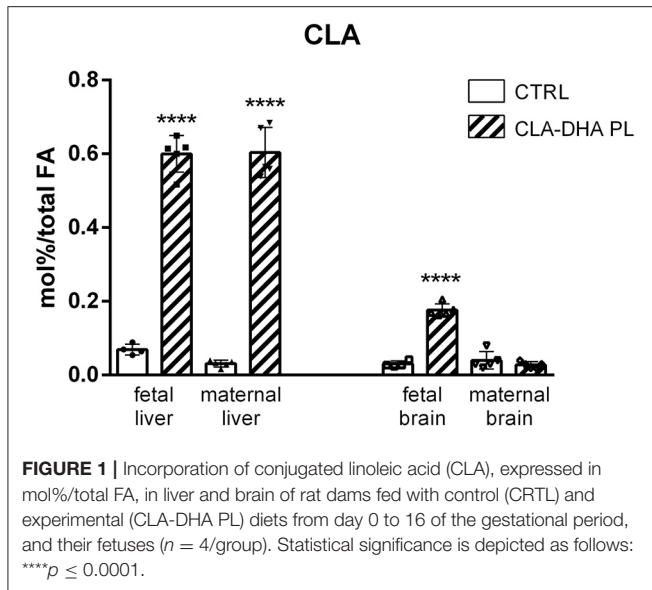 CLA
0.8
0.6
0.4
0.2
0.0
mol%/total FA
****
****
****
CTRL
CLA-DHA PL
fetal
liver
maternal
liver
fetal
brain
maternal
brain
FIGURE 1 | Incorporation of conjugated linoleic acid (CLA), expressed in
mol%/total FA, in liver and brain of rat dams fed with control (CRTL) and
experimental (CLA-DHA PL) diets from day 0 to 16 of the gestational period,
and their fetuses (n = 4/group). Statistical significance is depicted as follows:
****p ≤ 0.0001.